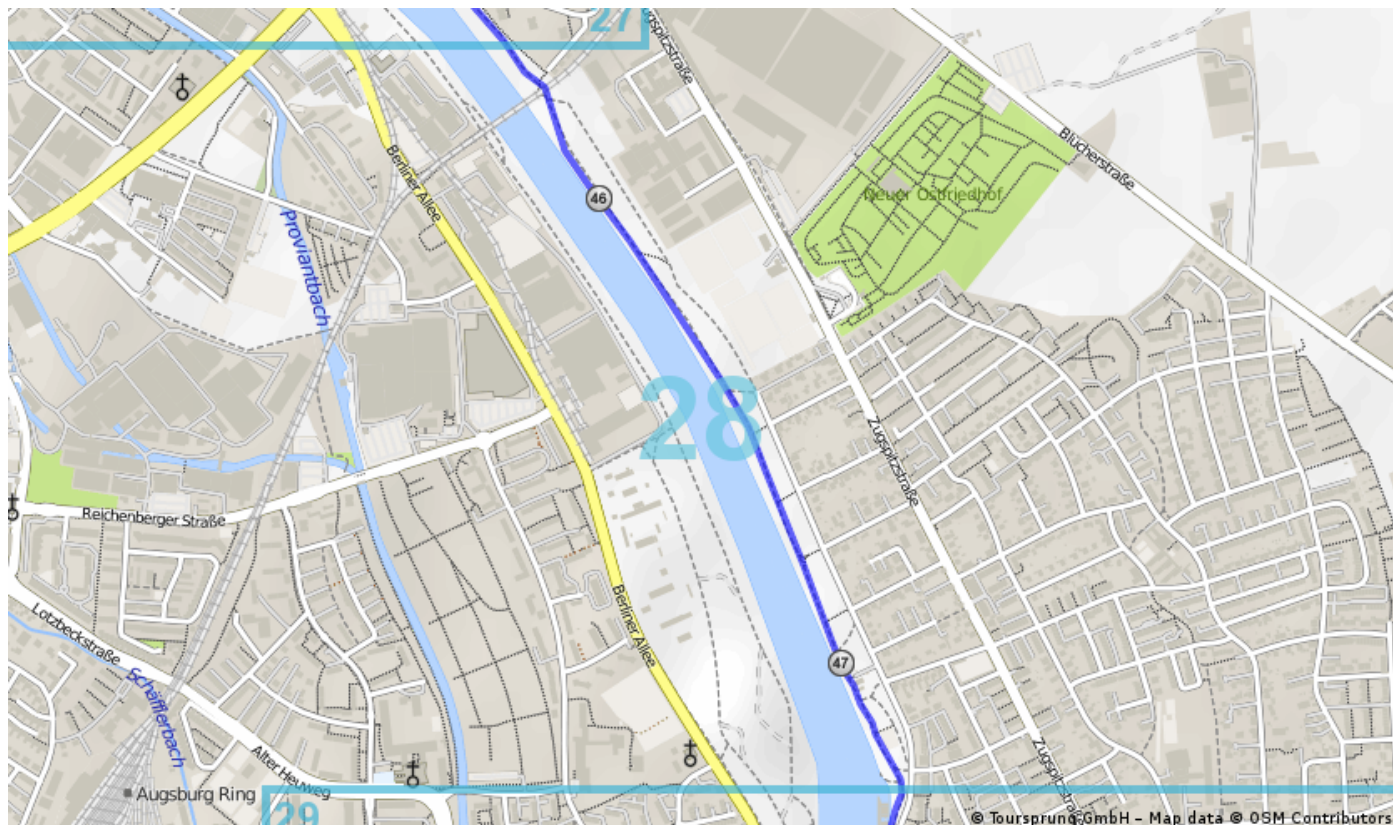 27
Zugspitzstraße
46
Berliner Allee
Blücherstraße
Neuer Ostfriedhof
Proviantbach
28
Zugspitzstraße
Reichenberger Straße
Berliner Allee
Lotzbeckstraße
47
Schäfflerbach
Alter Heuweg
Zugspitzstraße
Augsburg Ring
29
© Toursprung GmbH – Map data © OSM Contributors